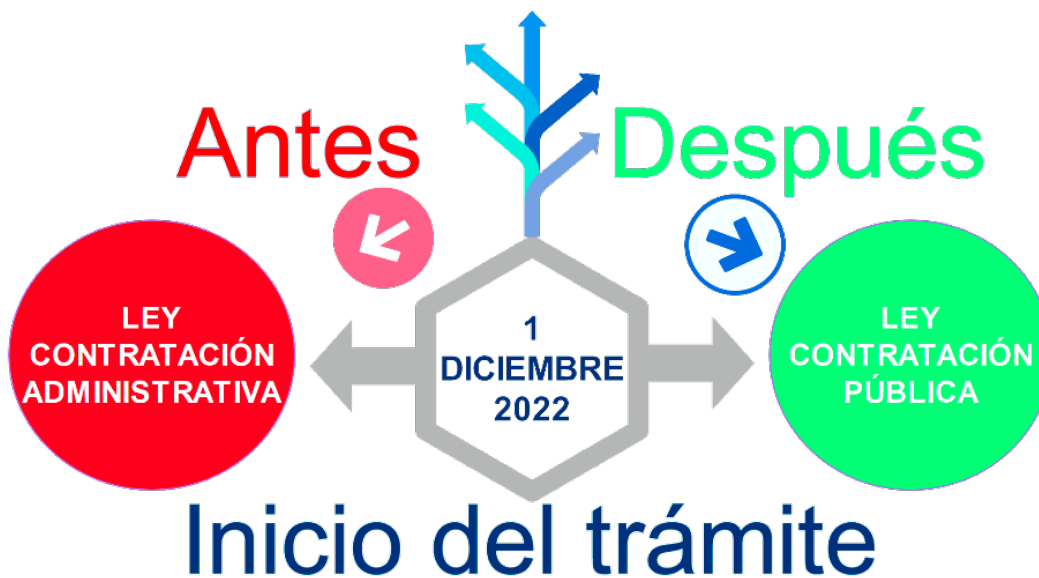 Antes
Después
LEY
CONTRATACIÓN
ADMINISTRATIVA
1
DICIEMBRE
2022
LEY
CONTRATACIÓN
PÚBLICA
Inicio del trámite